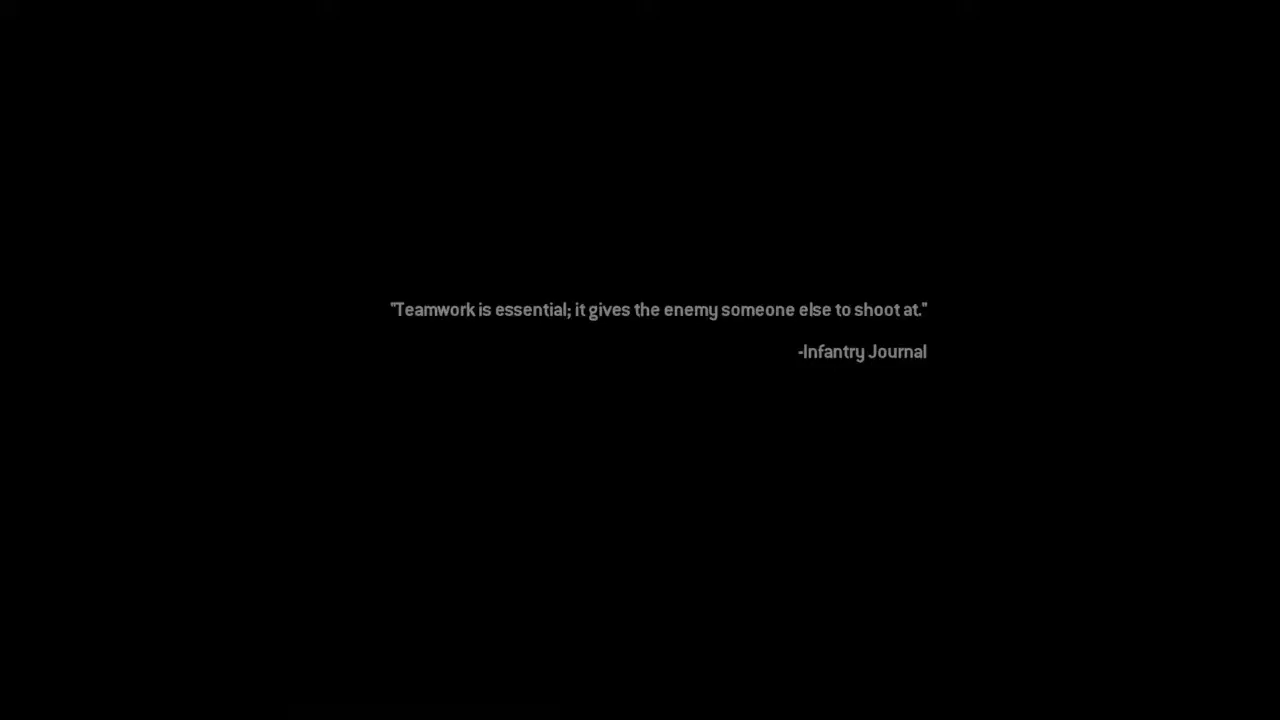 "Teamwork is essential; it gives the enemy someone else to shoot at."
-Infantry Journal